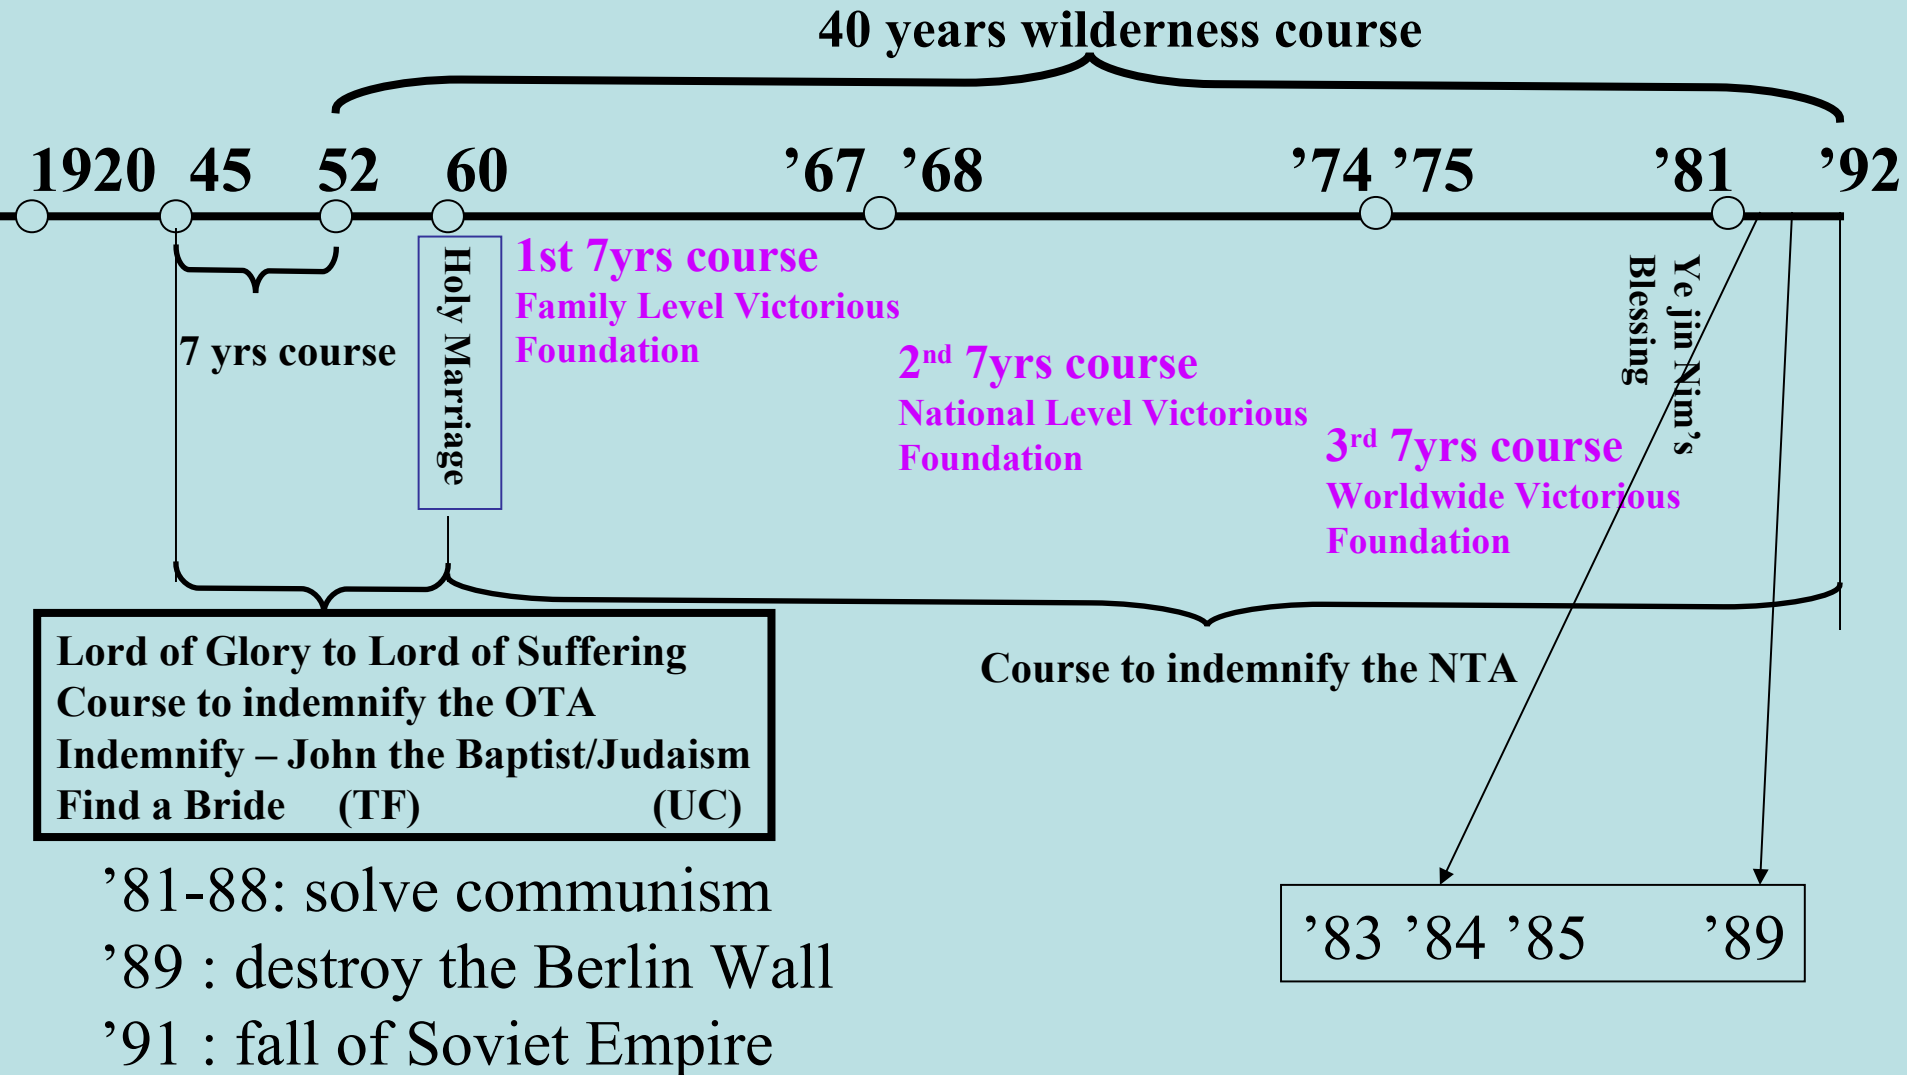 40 years wilderness course
1920 45 52 60 ’67 ’68 ’74 ’75 ’81 ’92
7 yrs course
Holy Marriage
1st 7yrs course
Family Level Victorious
Foundation
2nd 7yrs course
National Level Victorious
Foundation
3rd 7yrs course
Worldwide Victorious
Foundation
Ye jin Nim’s
Blessing
Lord of Glory to Lord of Suffering
Course to indemnify the OTA
Indemnify – John the Baptist/Judaism
Find a Bride (TF) (UC)
Course to indemnify the NTA
’81-88: solve communism
’89 : destroy the Berlin Wall
’91 : fall of Soviet Empire
’83 ’84 ’85 ’89